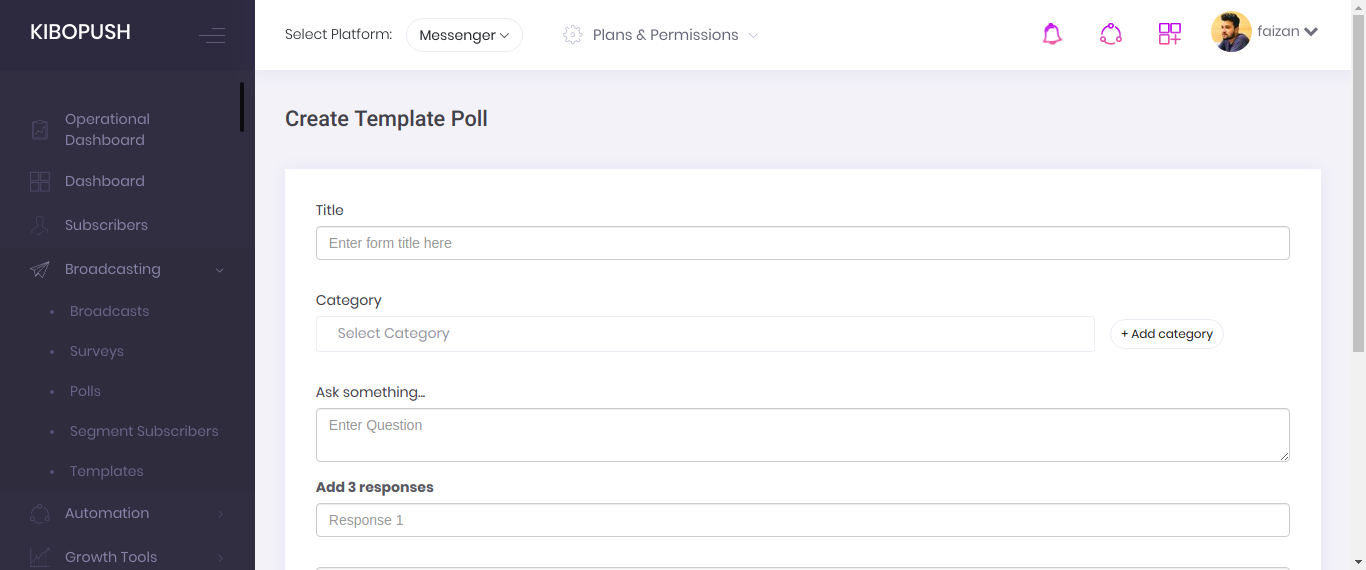 KIBOPUSH
Select Platform: Messenger
Plans & Permissions
faizan
Operational
Dashboard
Dashboard
Subscribers
Broadcasting
Broadcasts
Surveys
Polls
Segment Subscribers
Templates
Automation
Growth Tools
Create Template Poll
Title
Enter form title here
Category
Select Category
+ Add category
Ask something...
Enter Question
Add 3 responses
Response 1